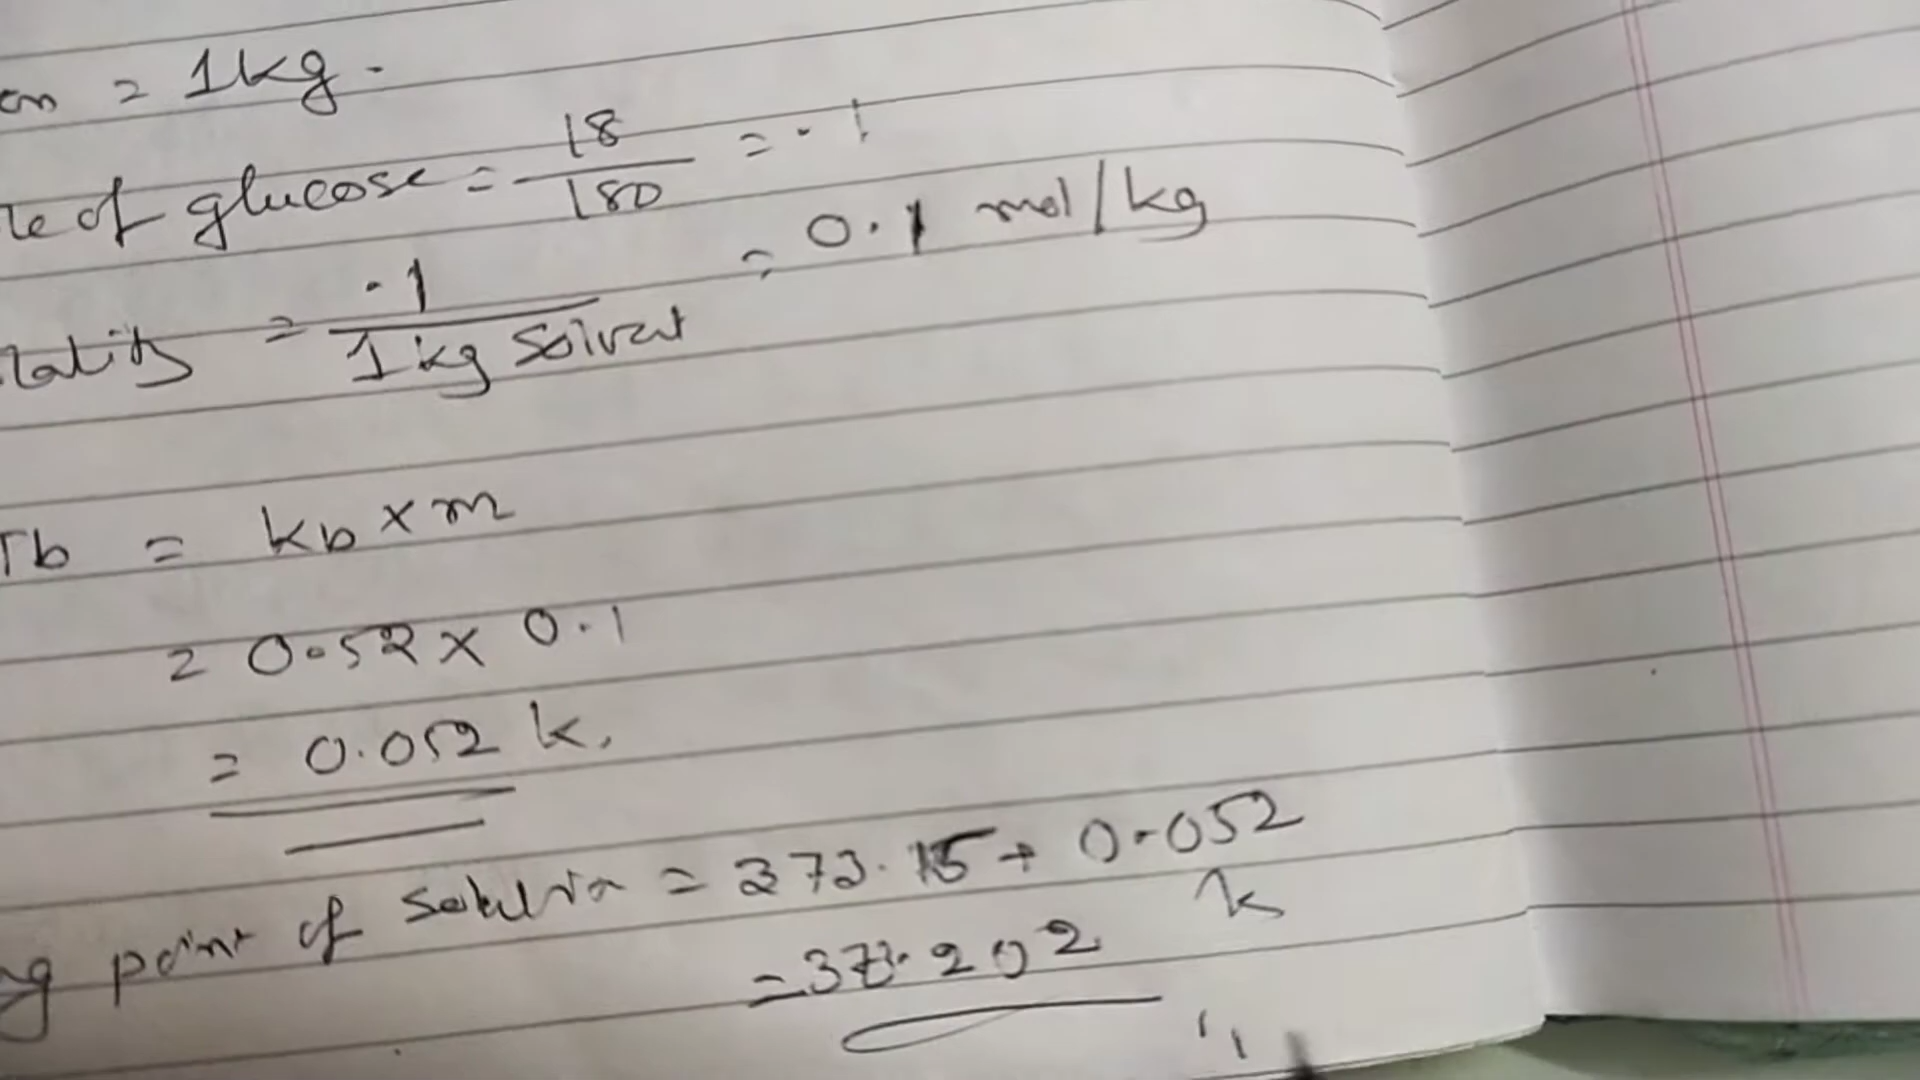 = 1kg.
of glucose = 18/180 = .1
= .1/1kg solvent = 0.1 mol/kg
Tb = kb × m
= 0.52 × 0.1
= 0.052 k.
point of solution = 373.15 + 0.052
k
= 373.202